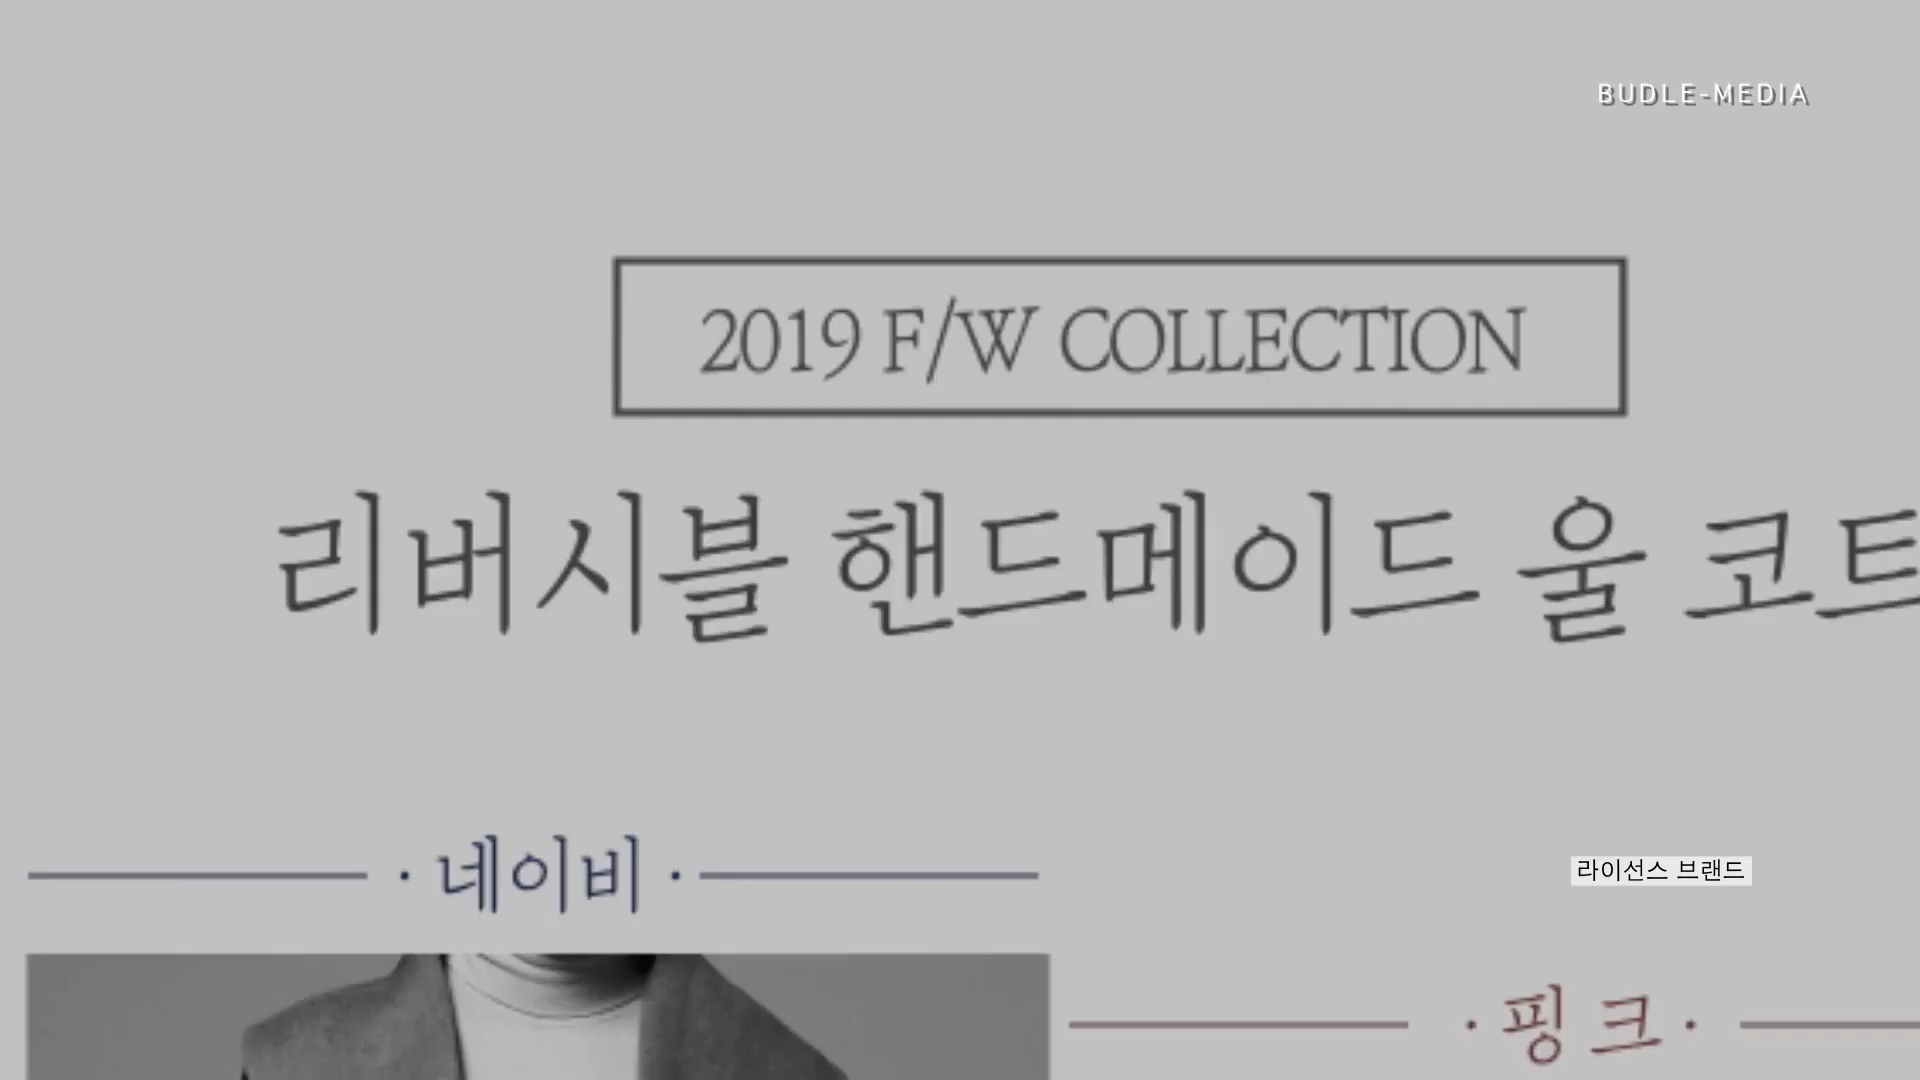 BUDLE-MEDIA
2019 F/W COLLECTION
리버시블 핸드메이드 울 코트
· 네이비 ·
라이선스 브랜드
· 핑크 ·